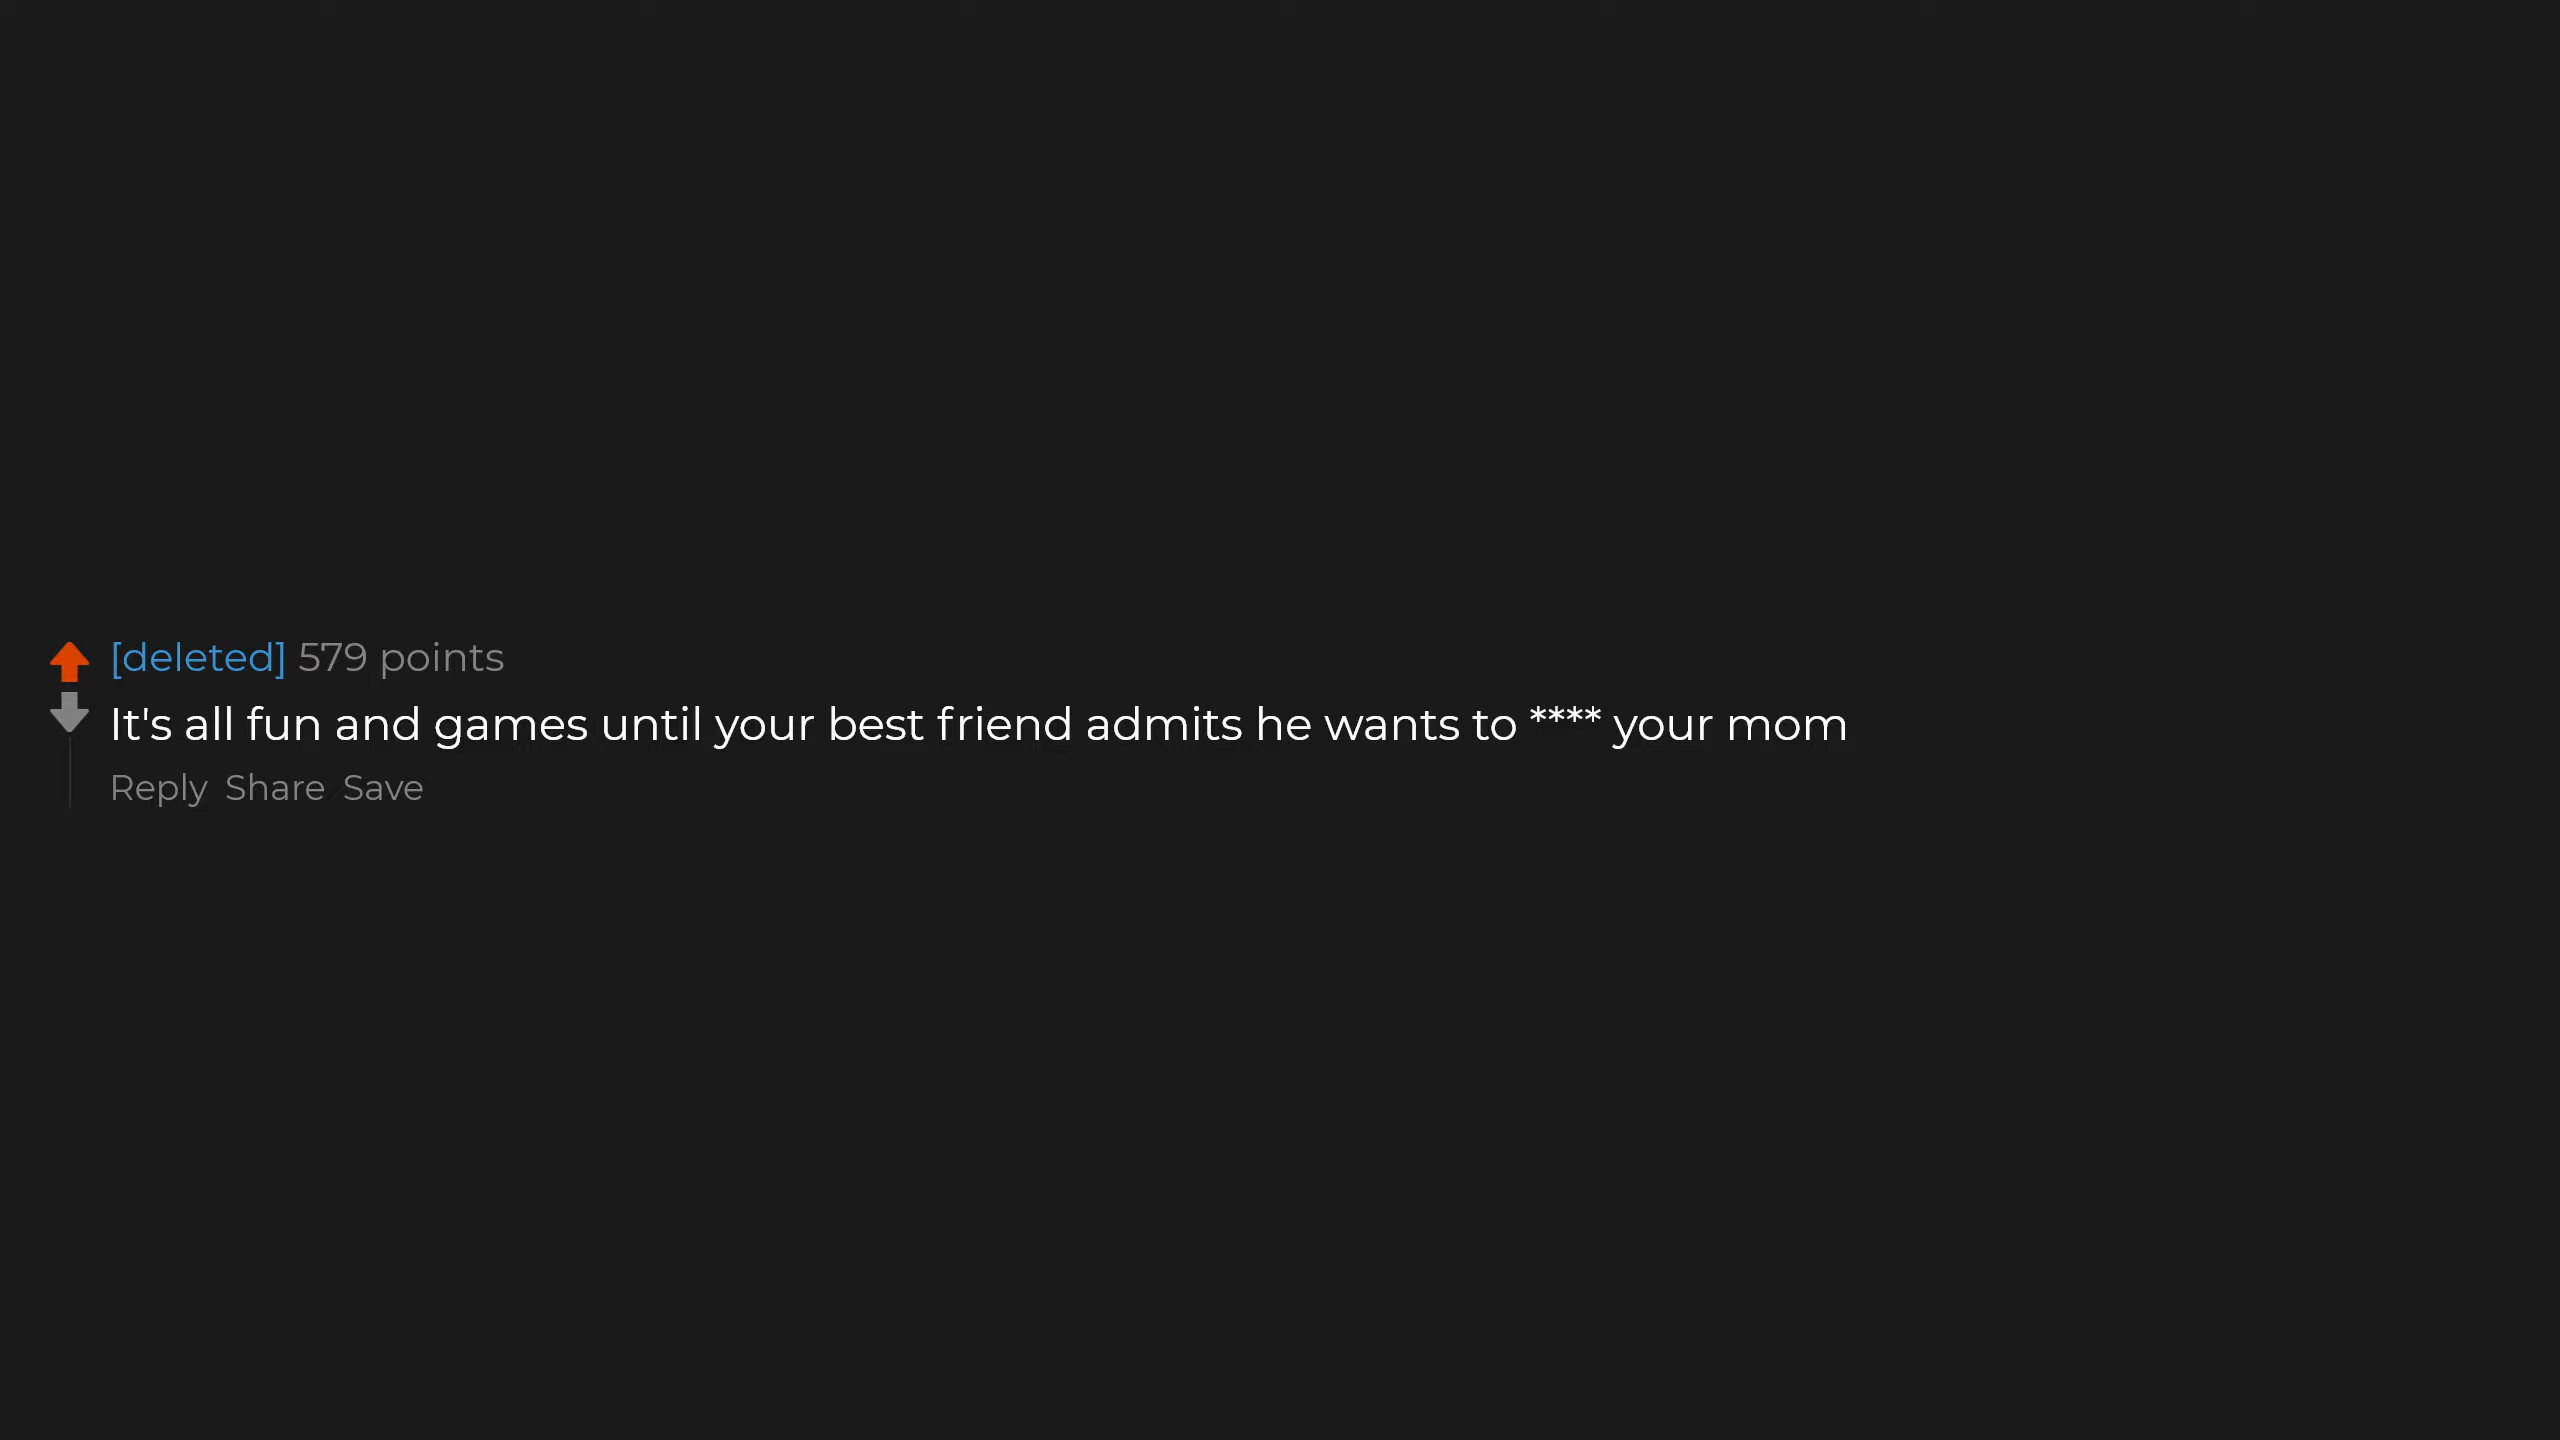 [deleted] 579 points
It's all fun and games until your best friend admits he wants to **** your mom
Reply Share Save